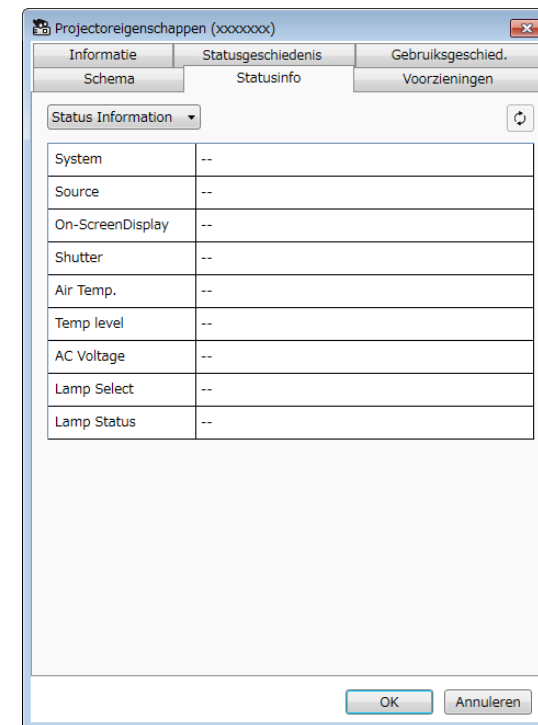 Projectoreigenschappen (xxxxxxx)
Informatie Statusgeschiedenis Gebruiksgeschied.
Schema Statusinfo Voorzieningen
Status Information
System --
Source --
On-ScreenDisplay --
Shutter --
Air Temp. --
Temp level --
AC Voltage --
Lamp Select --
Lamp Status --
OK Annuleren